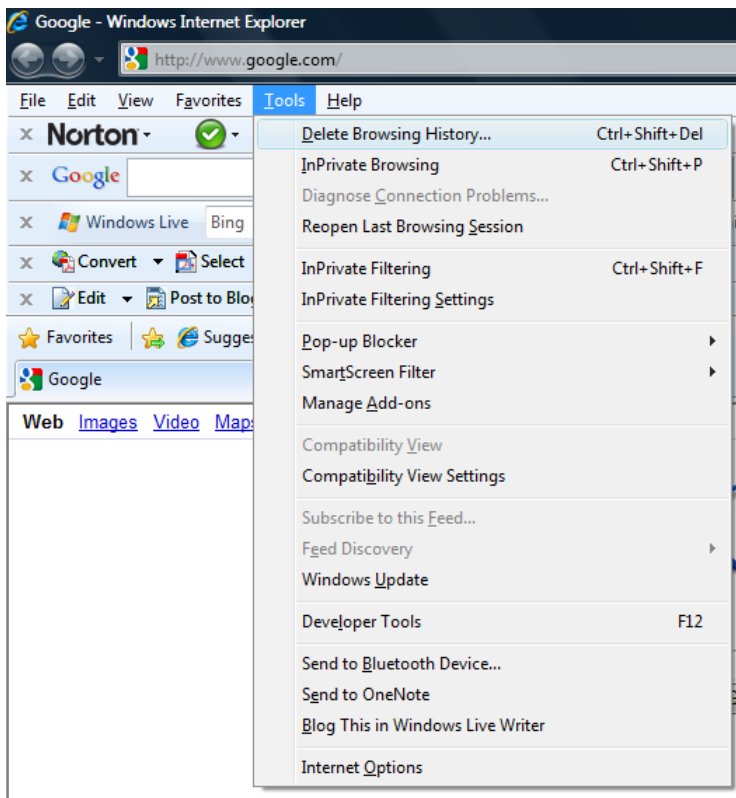 Google - Windows Internet Explorer
http://www.google.com/
File Edit View Favorites Tools Help
x Norton
x Google
x Windows Live Bing
x Convert Select
x Edit Post to Blo
Favorites Sugges
Google
Web Images Video Maps
Delete Browsing History... Ctrl+Shift+Del
InPrivate Browsing Ctrl+Shift+P
Diagnose Connection Problems...
Reopen Last Browsing Session
InPrivate Filtering Ctrl+Shift+F
InPrivate Filtering Settings
Pop-up Blocker
SmartScreen Filter
Manage Add-ons
Compatibility View
Compatibility View Settings
Subscribe to this Feed...
Feed Discovery
Windows Update
Developer Tools F12
Send to Bluetooth Device...
Send to OneNote
Blog This in Windows Live Writer
Internet Options